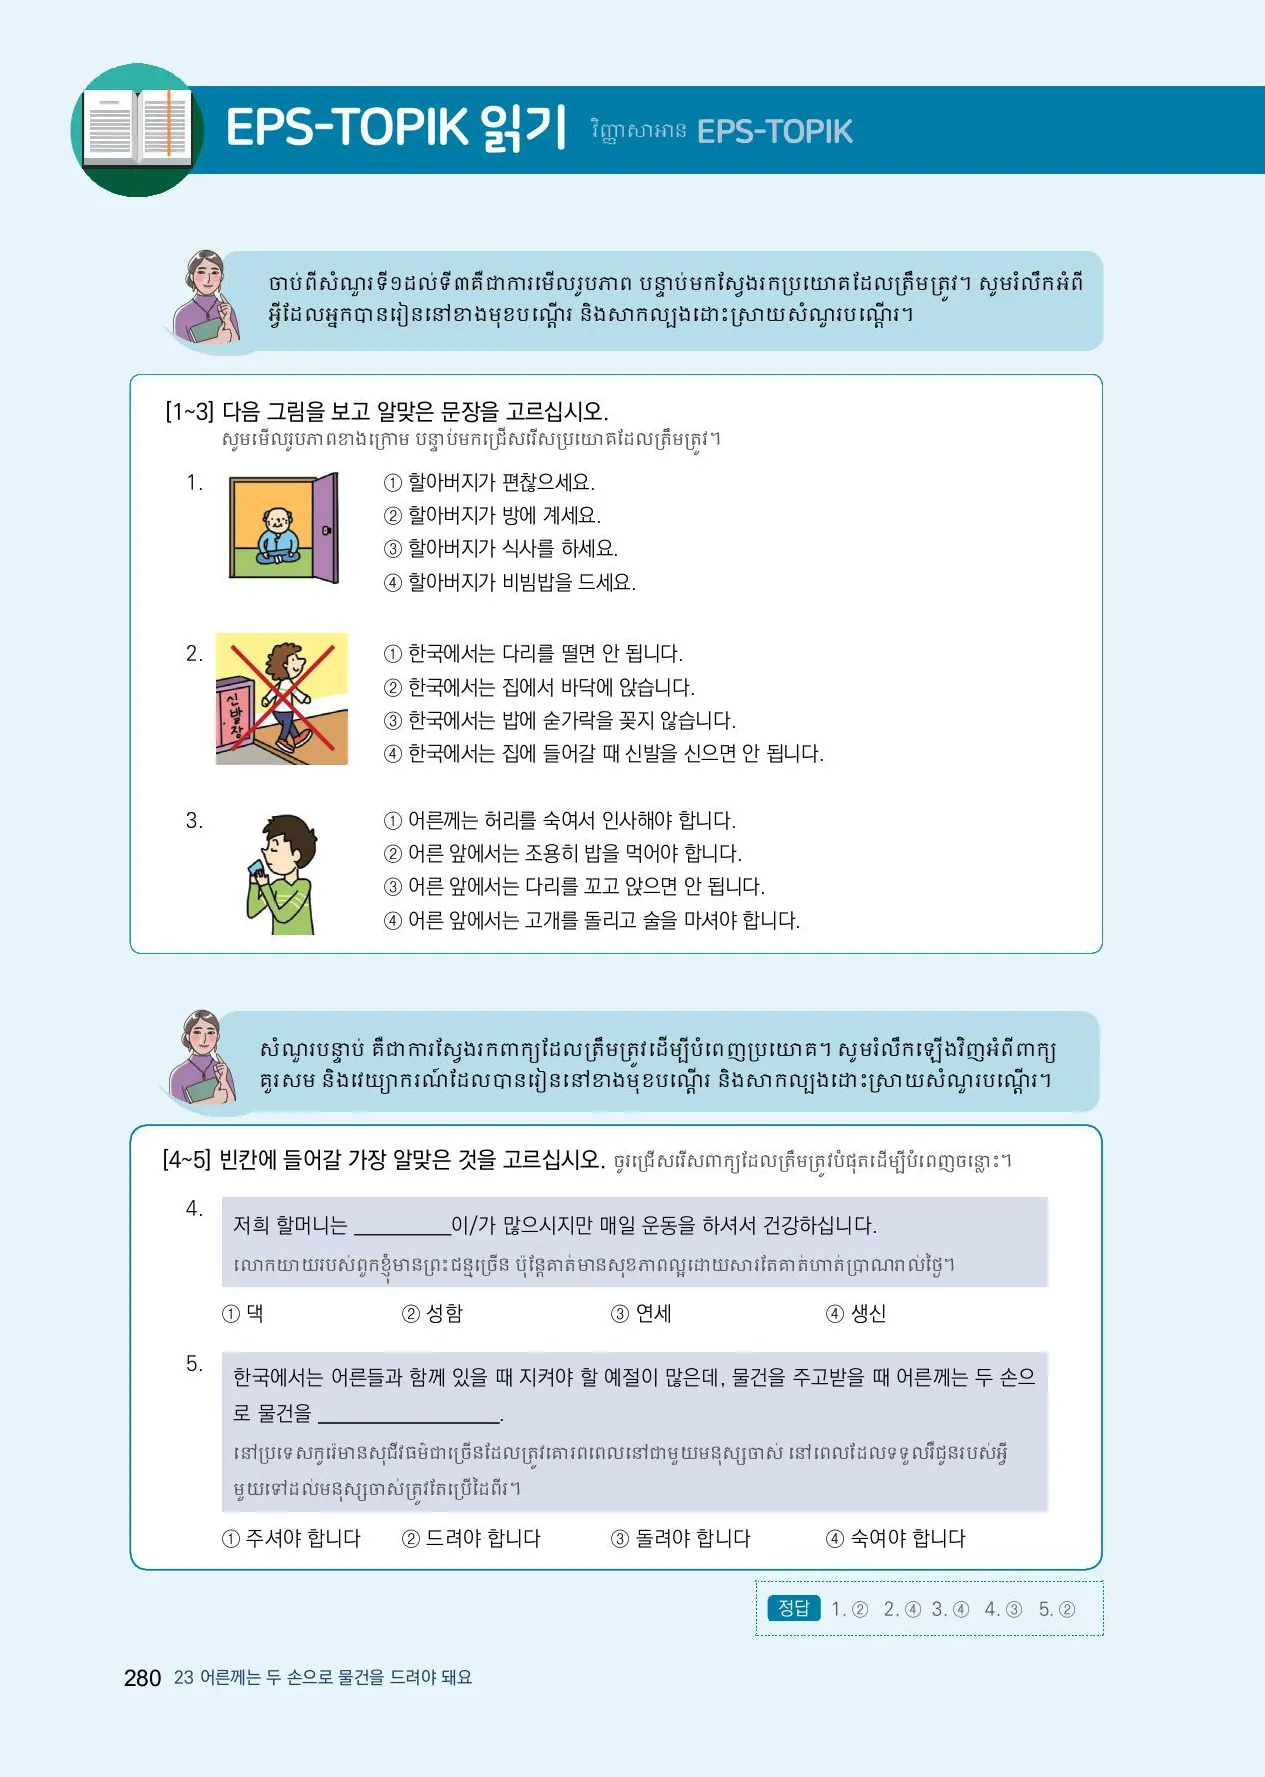 EPS-TOPIK 읽기 វិញ្ញាសាអាន EPS-TOPIK
ចាប់ពីសំណួរទី១ដល់ទី៣គឺជាការមើលរូបភាព បន្ទាប់មកស្វែងរកប្រយោគដែលត្រឹមត្រូវ។ សូមរំលឹកអំពី
អ្វីដែលអ្នកបានរៀននៅខាងមុខបណ្តើរ និងសាកល្បងដោះស្រាយសំណួរបណ្តើរ។
[1~3] 다음 그림을 보고 알맞은 문장을 고르십시오.
សូមមើលរូបភាពខាងក្រោម បន្ទាប់មកជ្រើសរើសប្រយោគដែលត្រឹមត្រូវ។
1.
① 할아버지가 편찮으세요.
② 할아버지가 방에 계세요.
③ 할아버지가 식사를 하세요.
④ 할아버지가 비빔밥을 드세요.
2.
신발장
① 한국에서는 다리를 떨면 안 됩니다.
② 한국에서는 집에서 바닥에 앉습니다.
③ 한국에서는 밥에 숟가락을 꽂지 않습니다.
④ 한국에서는 집에 들어갈 때 신발을 신으면 안 됩니다.
3.
① 어른께는 허리를 숙여서 인사해야 합니다.
② 어른 앞에서는 조용히 밥을 먹어야 합니다.
③ 어른 앞에서는 다리를 꼬고 앉으면 안 됩니다.
④ 어른 앞에서는 고개를 돌리고 술을 마셔야 합니다.
សំណួរបន្ទាប់ គឺជាការស្វែងរកពាក្យដែលត្រឹមត្រូវដើម្បីបំពេញប្រយោគ។ សូមរំលឹកឡើងវិញអំពីពាក្យ
គួរសម និងវេយ្យាករណ៍ដែលបានរៀននៅខាងមុខបណ្តើរ និងសាកល្បងដោះស្រាយសំណួរបណ្តើរ។
[4~5] 빈칸에 들어갈 가장 알맞은 것을 고르십시오. ចូរជ្រើសរើសពាក្យដែលត្រឹមត្រូវបំផុតដើម្បីបំពេញចន្លោះ។
4.
저희 할머니는 __________이/가 많으시지만 매일 운동을 하셔서 건강하십니다.
លោកយាយរបស់ពួកខ្ញុំមានព្រះជន្មច្រើន ប៉ុន្តែគាត់មានសុខភាពល្អដោយសារតែគាត់ហាត់ប្រាណរាល់ថ្ងៃ។
① 댁 ② 성함 ③ 연세 ④ 생신
5.
한국에서는 어른들과 함께 있을 때 지켜야 할 예절이 많은데, 물건을 주고받을 때 어른께는 두 손으
로 물건을 __________________.
នៅប្រទេសកូរ៉េមានសុជីវធម៌ជាច្រើនដែលត្រូវគោរពពេលនៅជាមួយមនុស្សចាស់ នៅពេលដែលទទួលរឺជូនរបស់អ្វី
មួយទៅដល់មនុស្សចាស់ត្រូវតែប្រើដៃពីរ។
① 주셔야 합니다 ② 드려야 합니다 ③ 돌려야 합니다 ④ 숙여야 합니다
정답 1. ② 2. ④ 3. ④ 4. ③ 5. ②
280 23 어른께는 두 손으로 물건을 드려야 돼요